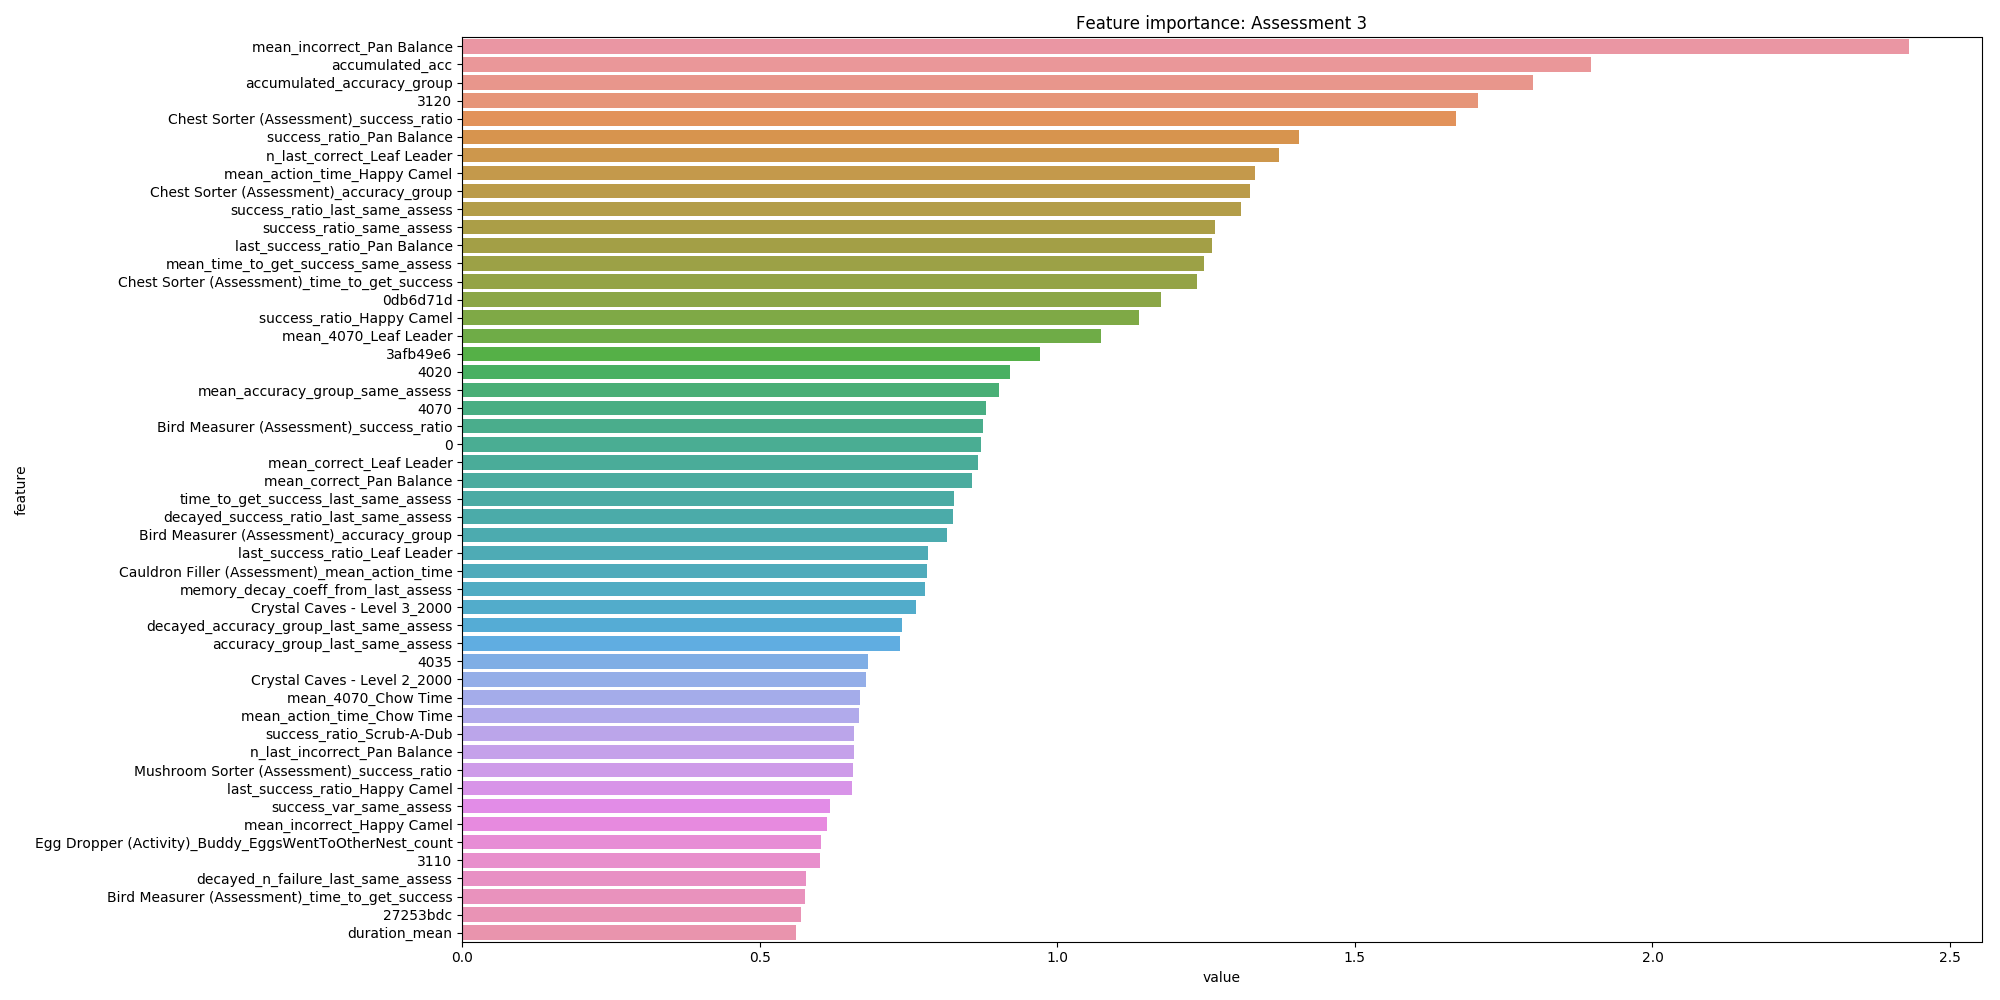 Feature importance: Assessment 3
mean_incorrect_Pan Balance
accumulated_acc
accumulated_accuracy_group
3120
Chest Sorter (Assessment)_success_ratio
success_ratio_Pan Balance
n_last_correct_Leaf Leader
mean_action_time_Happy Camel
Chest Sorter (Assessment)_accuracy_group
success_ratio_last_same_assess
success_ratio_same_assess
last_success_ratio_Pan Balance
mean_time_to_get_success_same_assess
Chest Sorter (Assessment)_time_to_get_success
0db6d71d
success_ratio_Happy Camel
mean_4070_Leaf Leader
3afb49e6
4020
mean_accuracy_group_same_assess
4070
Bird Measurer (Assessment)_success_ratio
0
mean_correct_Leaf Leader
mean_correct_Pan Balance
time_to_get_success_last_same_assess
decayed_success_ratio_last_same_assess
Bird Measurer (Assessment)_accuracy_group
last_success_ratio_Leaf Leader
Cauldron Filler (Assessment)_mean_action_time
memory_decay_coeff_from_last_assess
Crystal Caves - Level 3_2000
decayed_accuracy_group_last_same_assess
accuracy_group_last_same_assess
4035
Crystal Caves - Level 2_2000
mean_4070_Chow Time
mean_action_time_Chow Time
success_ratio_Scrub-A-Dub
n_last_incorrect_Pan Balance
Mushroom Sorter (Assessment)_success_ratio
last_success_ratio_Happy Camel
success_var_same_assess
mean_incorrect_Happy Camel
Egg Dropper (Activity)_Buddy_EggsWentToOtherNest_count
3110
decayed_n_failure_last_same_assess
Bird Measurer (Assessment)_time_to_get_success
27253bdc
duration_mean
feature
0.0 0.5 1.0 1.5 2.0 2.5
value